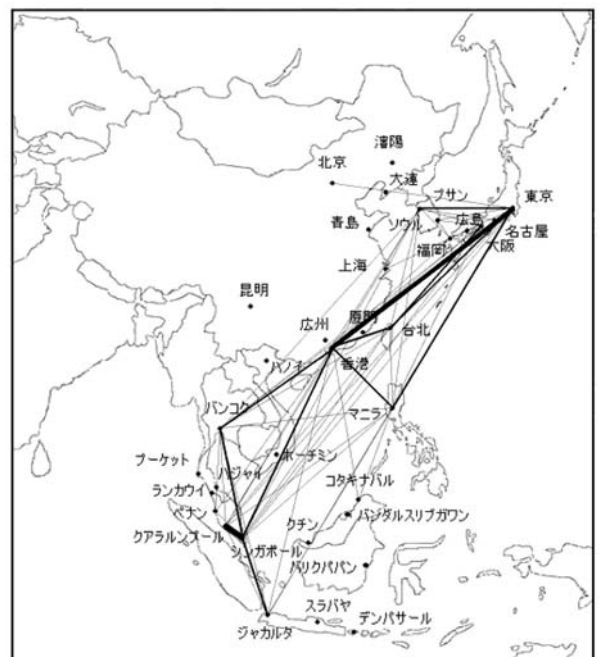 瀋陽
北京
大連
プサン
東京
青島
ソウル
広島
名古屋
福岡
大阪
上海
昆明
広州
厦門
台北
香港
ハノイ
バンコク
マニラ
ホーチミン
プーケット
ハジャイ
コタキナバル
ランカウイ
ペナン
クチン
バンダルスリブガワン
クアラルンプール
シンガポール
バリクパパン
スラバヤ
デンパサール
ジャカルタ